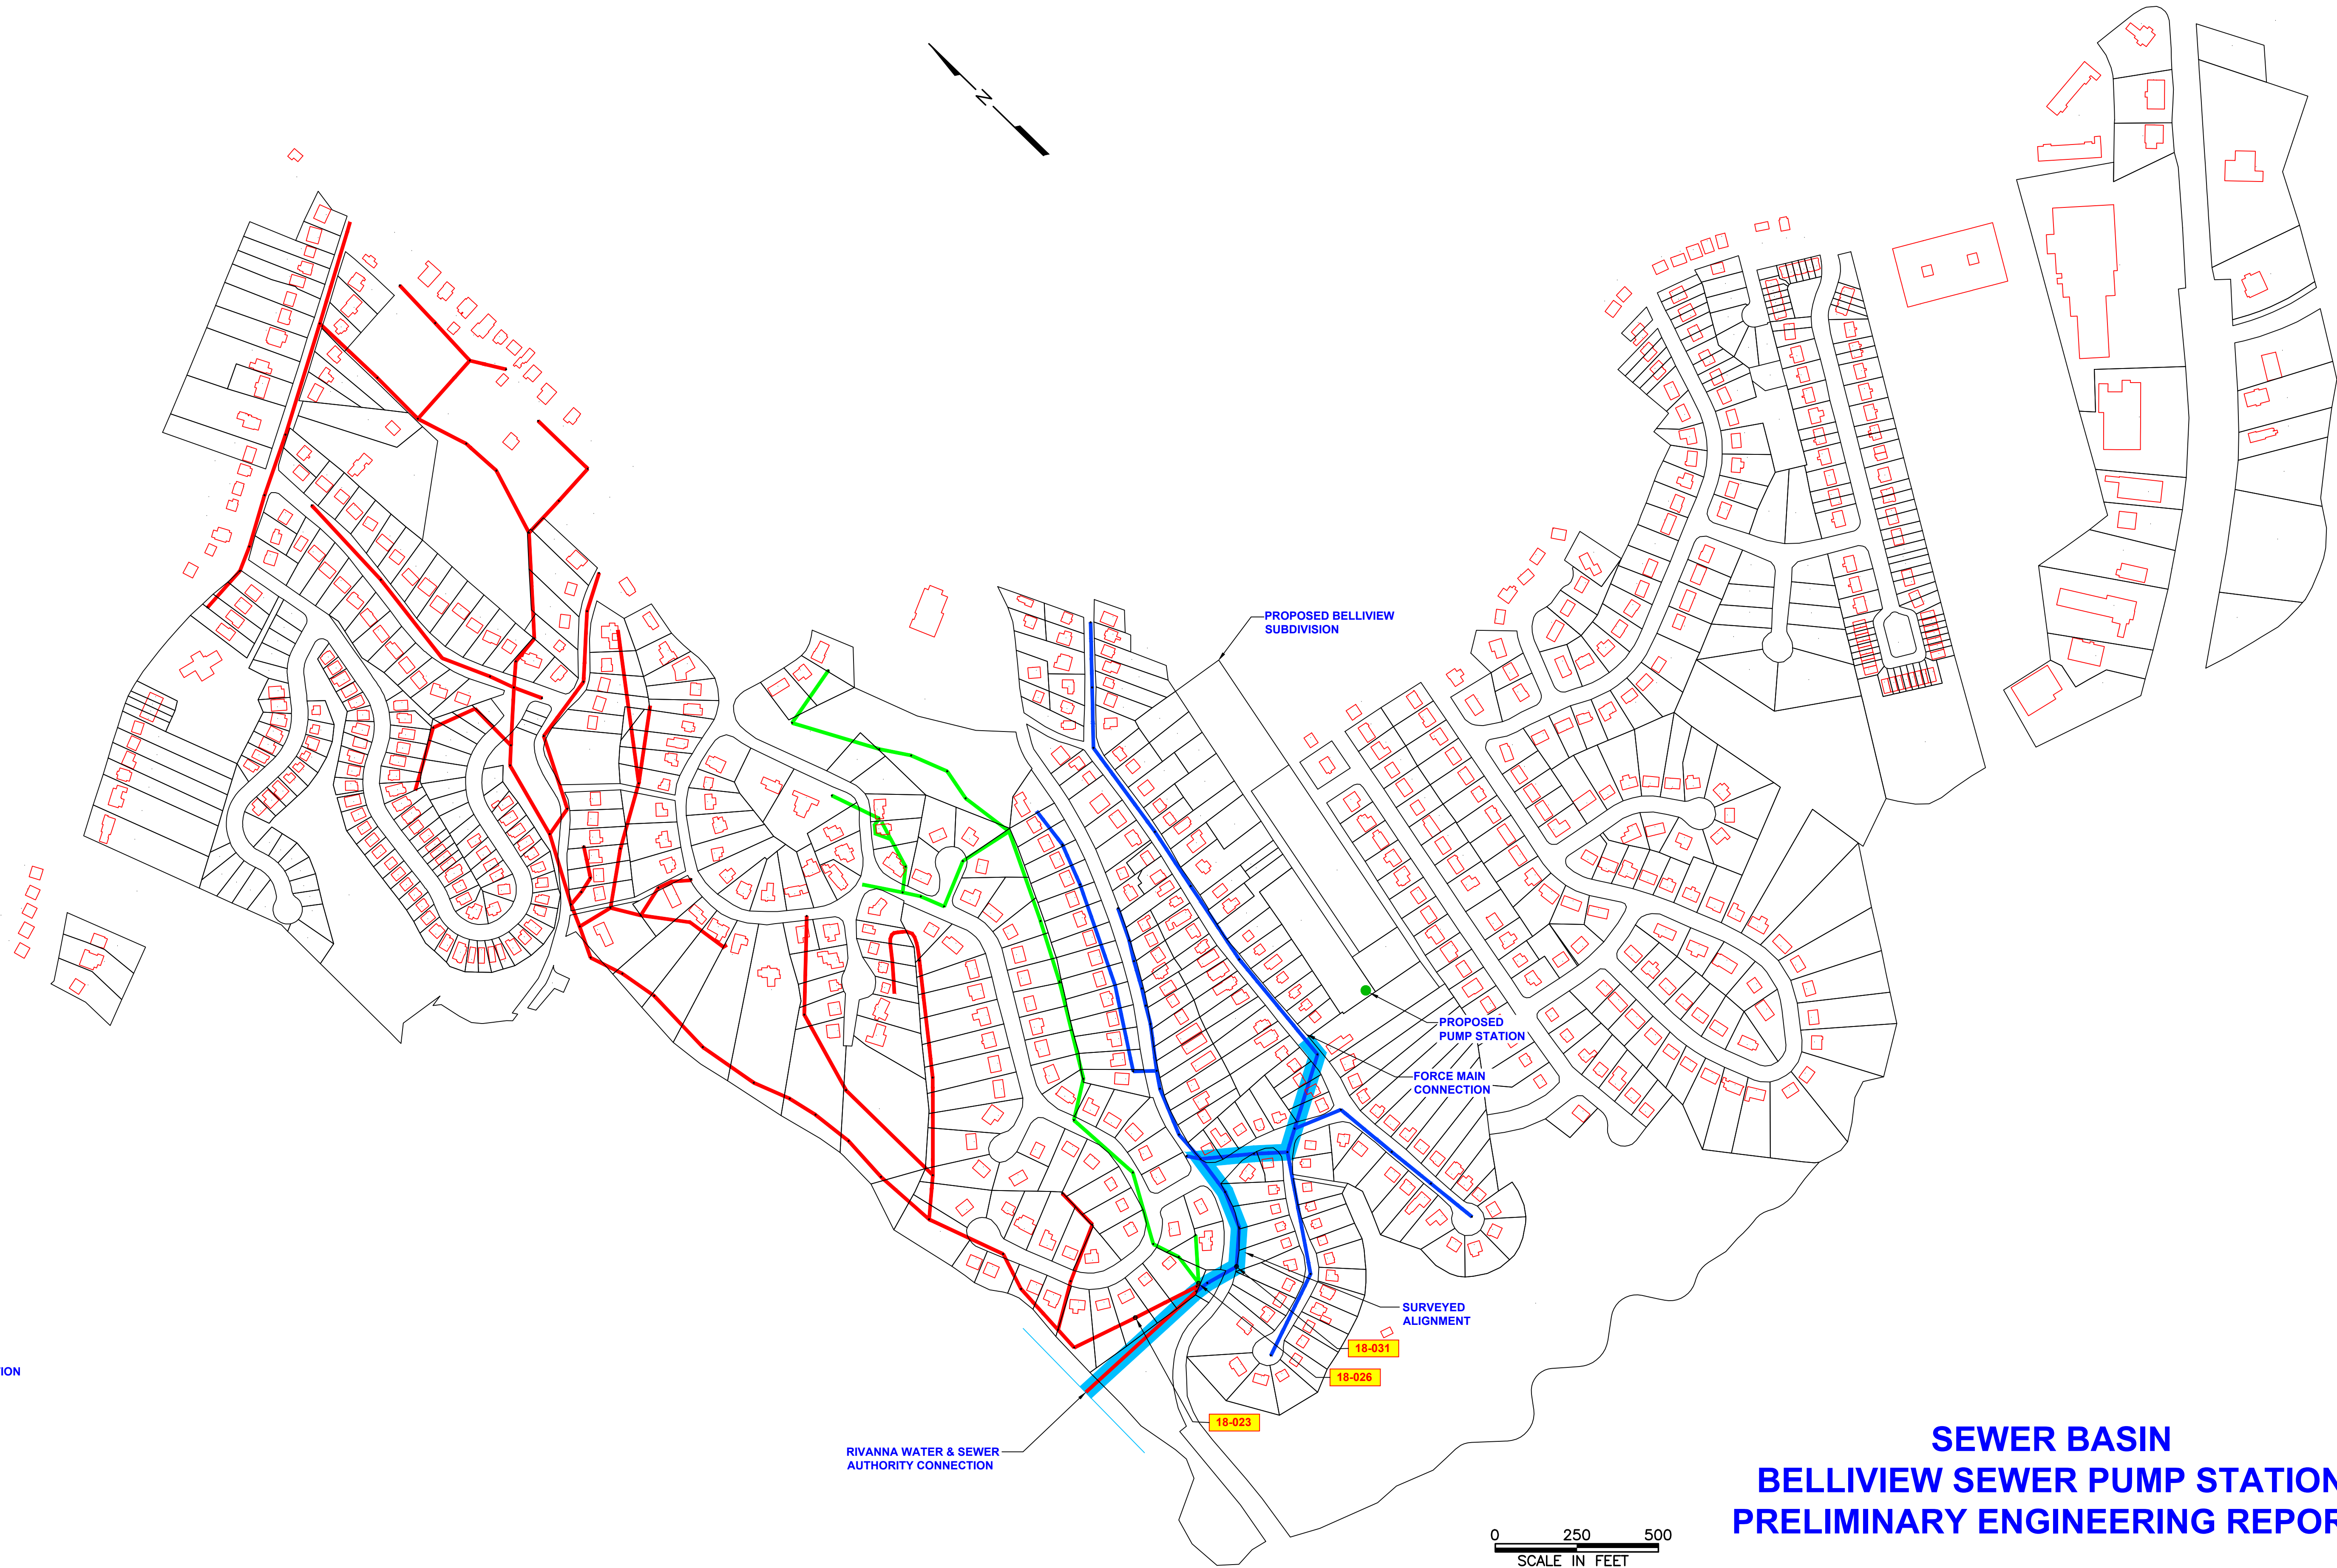 N
PROPOSED BELLIVIEW
SUBDIVISION
PROPOSED
PUMP STATION
FORCE MAIN
CONNECTION
SURVEYED
ALIGNMENT
18-031
18-026
18-023
TION
RIVANNA WATER & SEWER
AUTHORITY CONNECTION
SEWER BASIN
BELLIVIEW SEWER PUMP STATION
PRELIMINARY ENGINEERING REPOR
0 250 500
SCALE IN FEET